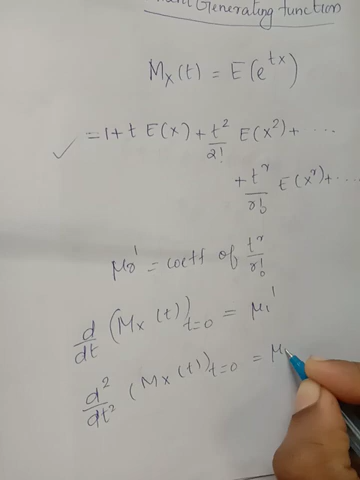 Generating function
Mx(t) = E(e^tx)
= 1 + t E(x) + t²/2! E(x²) + ....
+ t^r/r! E(x^r) + ....
μr' = coeff of t^r/r!
d/dt (Mx(t))t=0 = μ1'
d²/dt² (Mx(t))t=0 = μ